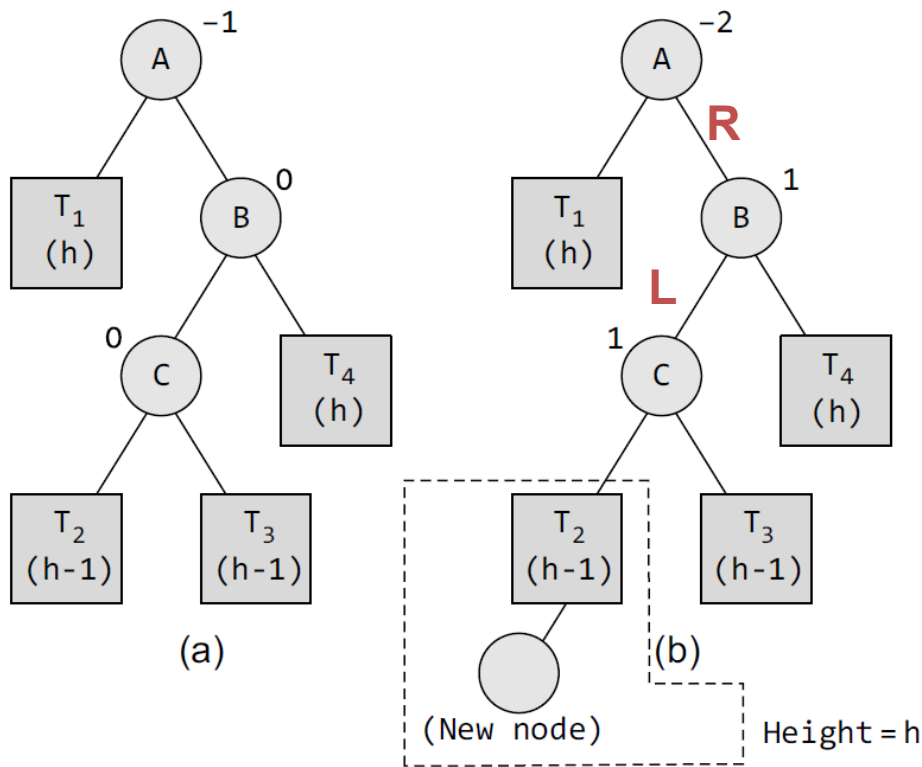 −1
A
0
T1
(h)
B
0
C
T4
(h)
T2
(h-1)
T3
(h-1)
(a)
−2
A
R
T1
(h)
1
B
L
1
C
T4
(h)
T2
(h-1)
T3
(h-1)
(b)
(New node)
Height=h